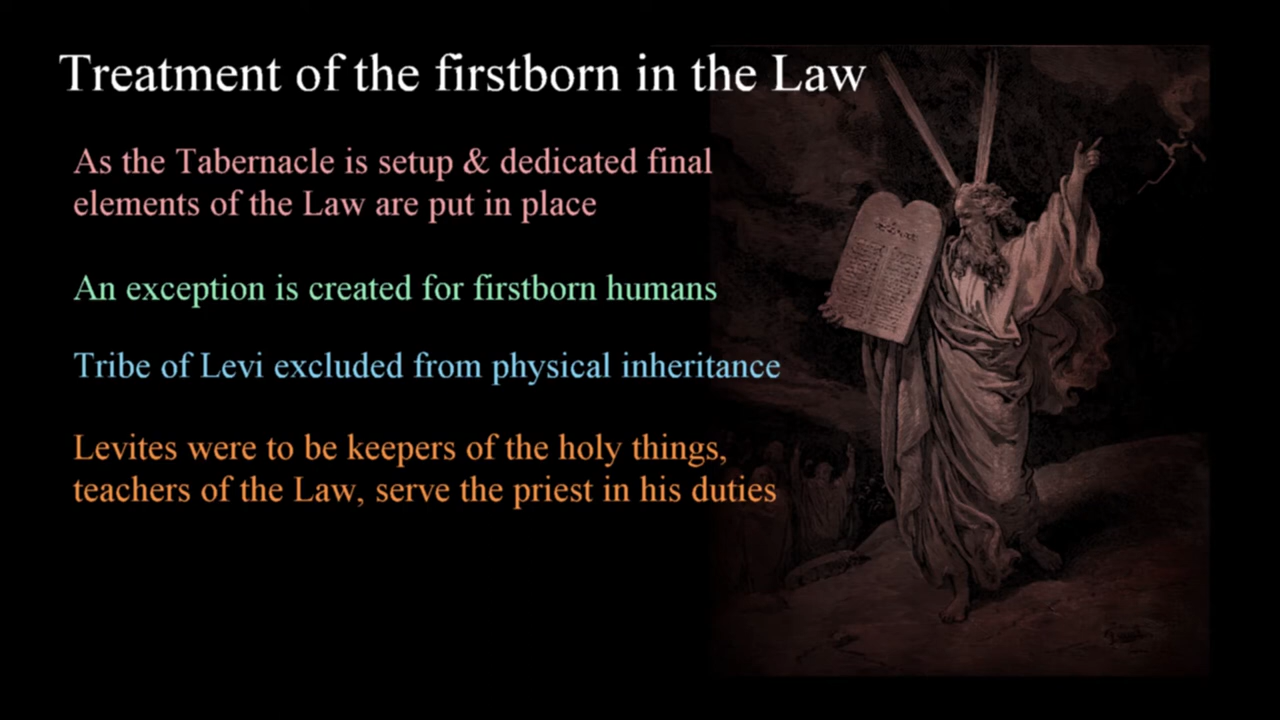 Treatment of the firstborn in the Law
As the Tabernacle is setup & dedicated final
elements of the Law are put in place
An exception is created for firstborn humans
Tribe of Levi excluded from physical inheritance
Levites were to be keepers of the holy things,
teachers of the Law, serve the priest in his duties